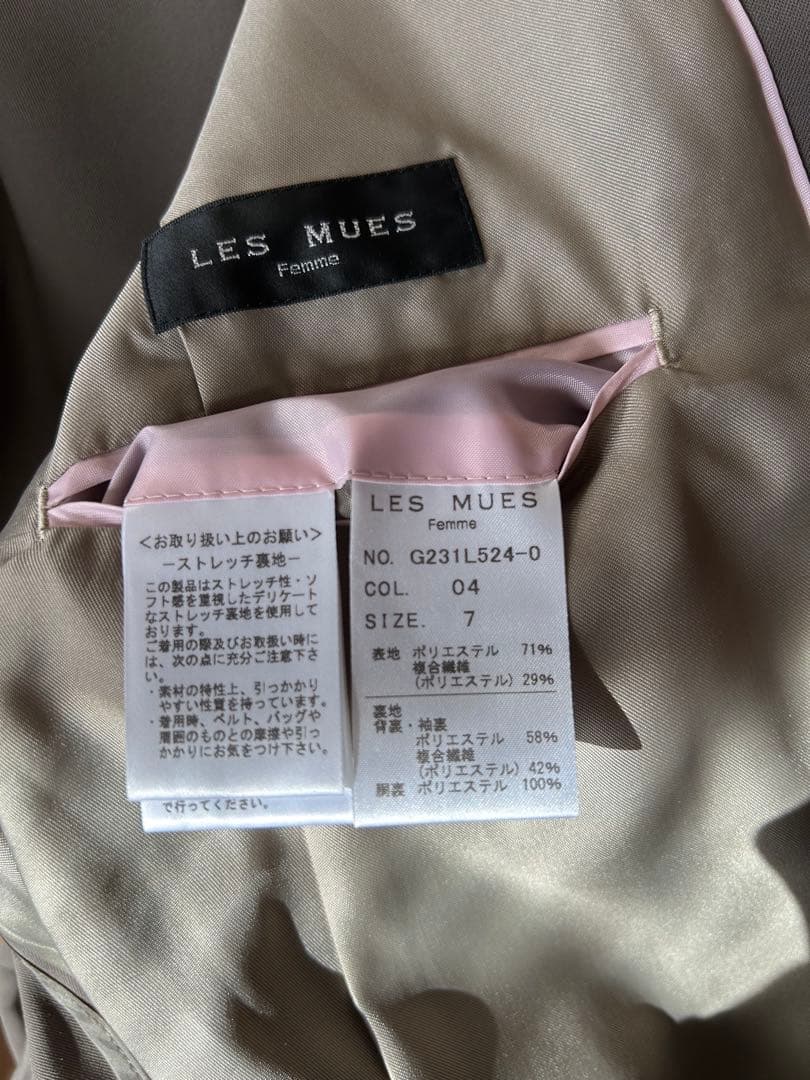 LES MUES
Femme
<お取り扱い上のお願い>
―ストレッチ裏地―
この製品はストレッチ性・ソ
フト感を重視したデリケート
なストレッチ裏地を使用して
おります。
ご着用の際及びお取扱い時に
は、次の点に充分ご注意下さ
い。
・素材の特性上、引っかかり
やすい性質を持っています。
・着用時、ベルト、バッグや
周囲のものとの摩擦や引っ
かかりにお気をつけ下さい。
で行ってください。
LES MUES
Femme
NO. G231L524-0
COL. 04
SIZE. 7
表地 ポリエステル 71%
複合繊維
(ポリエステル) 29%
裏地
背裏・袖裏
ポリエステル 58%
複合繊維
(ポリエステル) 42%
胴裏 ポリエステル 100%